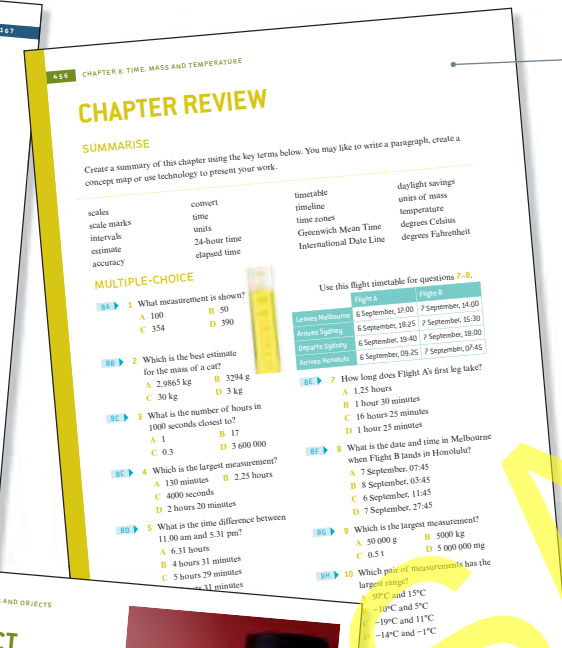 167
456 CHAPTER 8: TIME, MASS AND TEMPERATURE
CHAPTER REVIEW
SUMMARISE
Create a summary of this chapter using the key terms below. You may like to write a paragraph, create a
concept map or use technology to present your work.
scales
scale marks
intervals
estimate
accuracy
convert
time
units
24-hour time
elapsed time
timetable
timeline
time zones
Greenwich Mean Time
International Date Line
daylight savings
units of mass
temperature
degrees Celsius
degrees Fahrenheit
MULTIPLE-CHOICE
8A 1 What measurement is shown?
A 100 B 50
C 354 D 390
8B 2 Which is the best estimate
for the mass of a cat?
A 2.9865 kg B 3294 g
C 30 kg D 3 kg
8C 3 What is the number of hours in
1000 seconds closest to?
A 1 B 17
C 0.3 D 3 600 000
8C 4 Which is the largest measurement?
A 130 minutes B 2.25 hours
C 4000 seconds
D 2 hours 20 minutes
8D 5 What is the time difference between
11.00 am and 5.31 pm?
A 6.31 hours
B 4 hours 31 minutes
C 5 hours 29 minutes
31 minutes
Use this flight timetable for questions 7–8.
Flight A Flight B
Leaves Melbourne 6 September, 17:00 7 September, 14:00
Arrives Sydney 6 September, 18:25 7 September, 15:30
Departs Sydney 6 September, 19:40 7 September, 18:00
Arrives Honolulu 6 September, 09:25 7 September, 07:45
8E 7 How long does Flight A's first leg take?
A 1.25 hours
B 1 hour 30 minutes
C 16 hours 25 minutes
D 1 hour 25 minutes
8F 8 What is the date and time in Melbourne
when Flight B lands in Honolulu?
A 7 September, 07:45
B 8 September, 03:45
C 6 September, 11:45
D 7 September, 27:45
8G 9 Which is the largest measurement?
A 50 000 g B 5000 kg
C 0.5 t D 5 000 000 mg
8H 10 Which pair of measurements has the
largest range?
A 50°C and 15°C
B −10°C and 5°C
C −19°C and 11°C
D −14°C and −1°C
AND OBJECTS